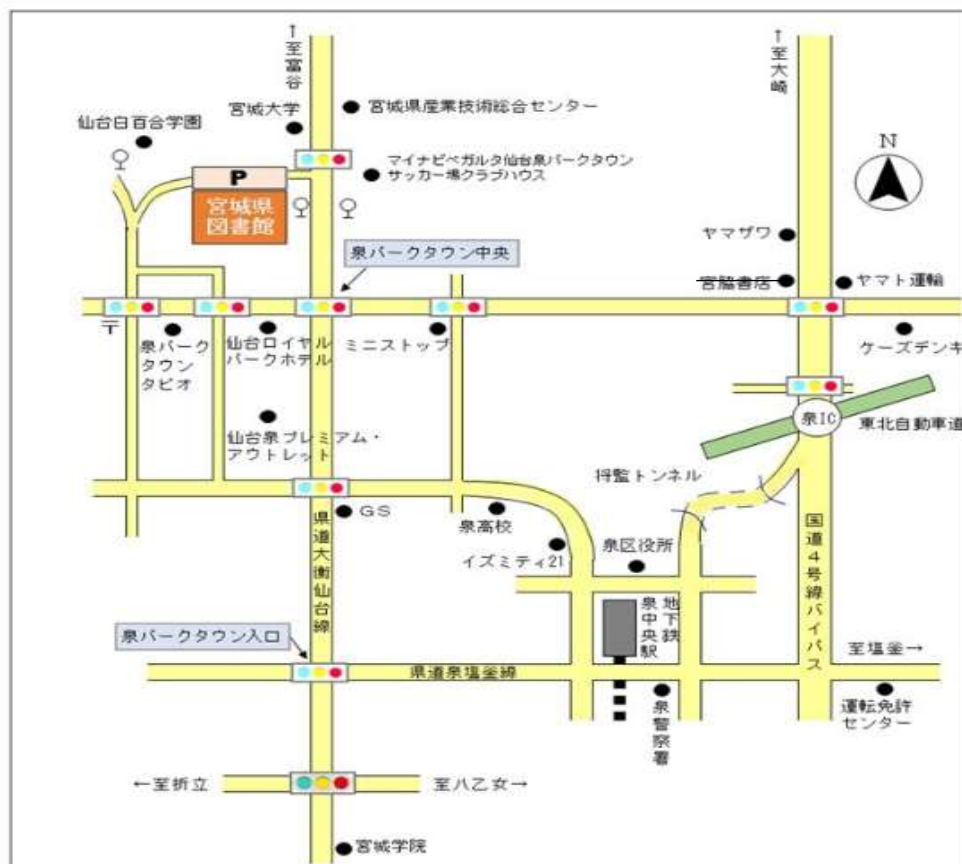 ↑至富谷
↑至大崎
宮城大学
宮城県産業技術総合センター
仙台白百合学園
N
P
マイナビベガルタ仙台泉パークタウン
サッカー場クラブハウス
宮城県
図書館
ヤマザワ
泉パークタウン中央
宮脇書店
ヤマト運輸
〒
泉パーク
タウン
タピオ
仙台ロイヤル
パークホテル
ミニストップ
ケーズデンキ
泉IC
東北自動車道
仙台泉プレミアム・
アウトレット
将監トンネル
GS
泉高校
県道大衡仙台線
イズミティ21
泉区役所
国道4号線バイパス
地下鉄
泉中央駅
泉パークタウン入口
県道泉塩釜線
至塩釜→
泉警察署
運転免許
センター
←至折立
至八乙女→
宮城学院